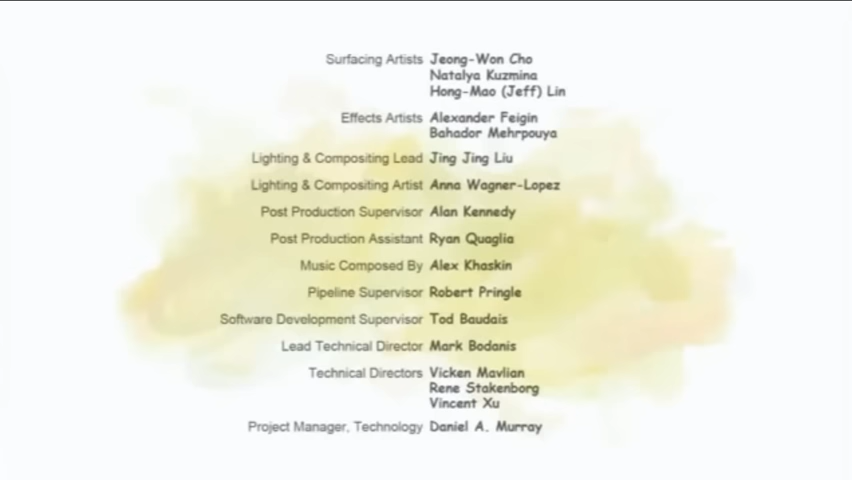 Surfacing Artists Jeong-Won Cho
Natalya Kuzmina
Hong-Mao (Jeff) Lin
Effects Artists Alexander Feigin
Bahador Mehrpouya
Lighting & Compositing Lead Jing Jing Liu
Lighting & Compositing Artist Anna Wagner-Lopez
Post Production Supervisor Alan Kennedy
Post Production Assistant Ryan Quaglia
Music Composed By Alex Khaskin
Pipeline Supervisor Robert Pringle
Software Development Supervisor Tod Baudais
Lead Technical Director Mark Bodanis
Technical Directors Vicken Mavlian
Rene Stakenborg
Vincent Xu
Project Manager, Technology Daniel A. Murray